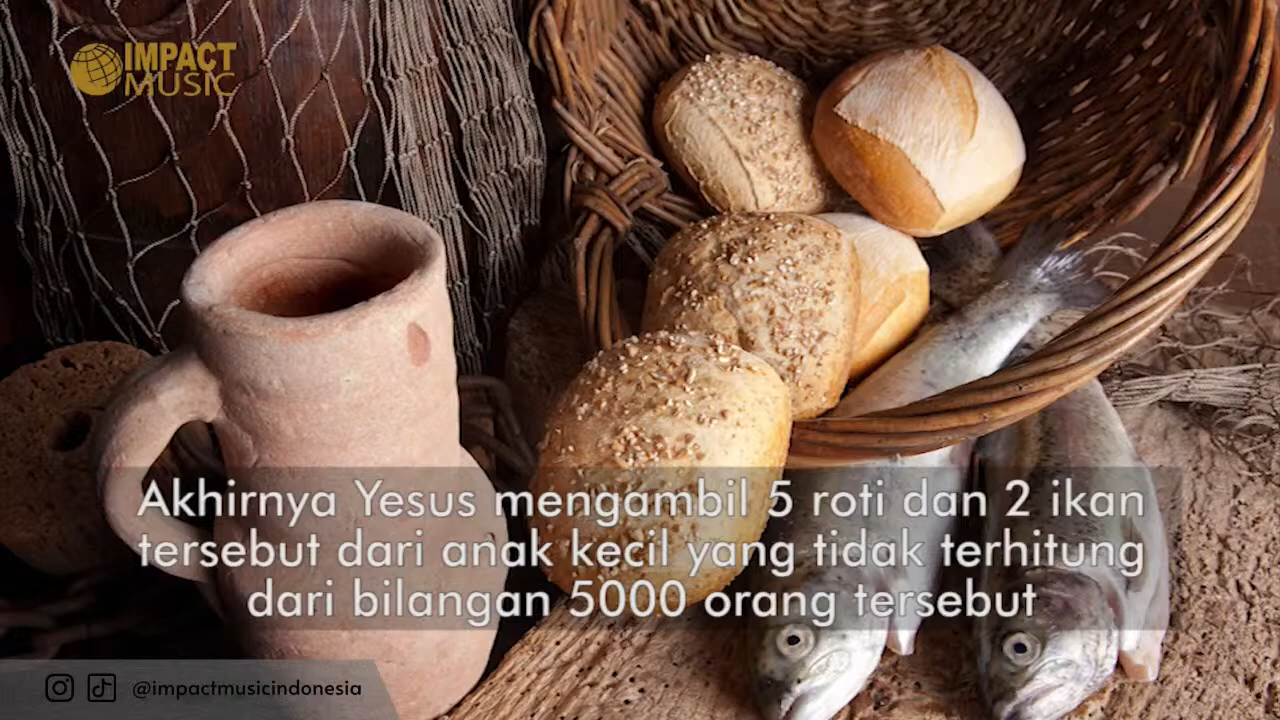 IMPACT
MUSIC
Akhirnya Yesus mengambil 5 roti dan 2 ikan
tersebut dari anak kecil yang tidak terhitung
dari bilangan 5000 orang tersebut
@impactmusicindonesia